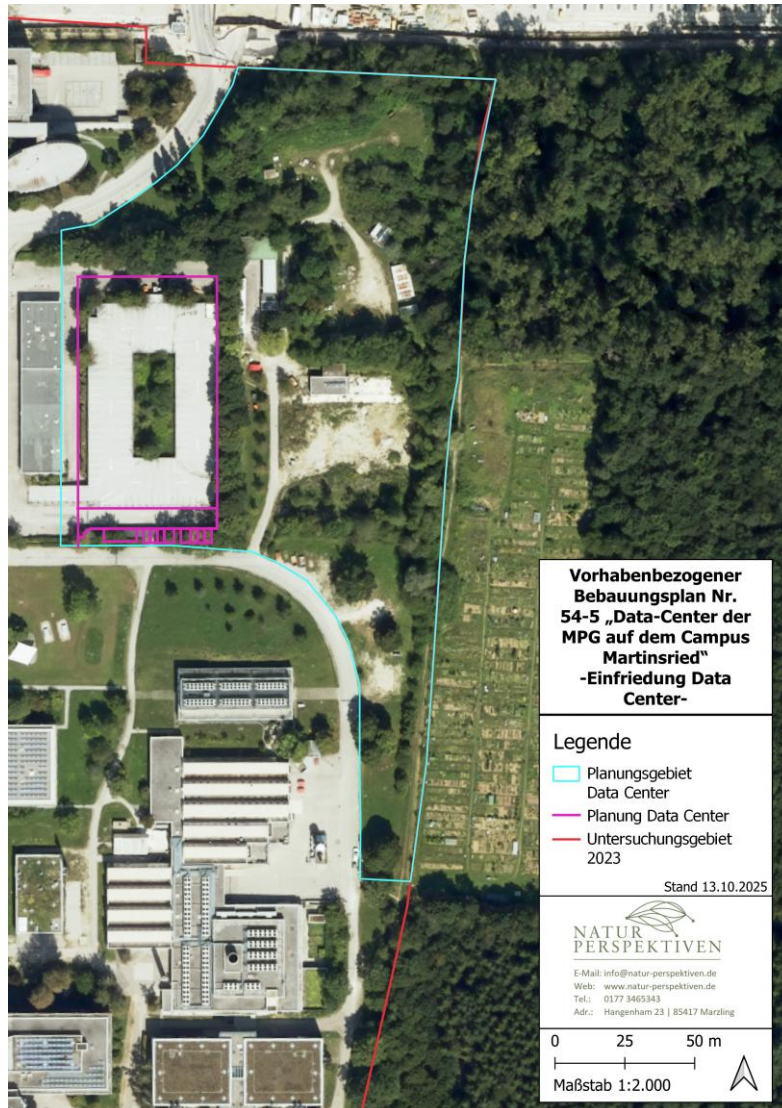 Vorhabenbezogener
Bebauungsplan Nr.
54-5 „Data-Center der
MPG auf dem Campus
Martinsried“
-Einfriedung Data
Center-
Legende
Planungsgebiet
Data Center
Planung Data Center
Untersuchungsgebiet
2023
Stand 13.10.2025
NATUR
PERSPEKTIVEN
E-Mail: info@natur-perspektiven.de
Web: www.natur-perspektiven.de
Tel.: 0177 3465343
Adr.: Hangenham 23 | 85417 Marzling
0 25 50 m
Maßstab 1:2.000